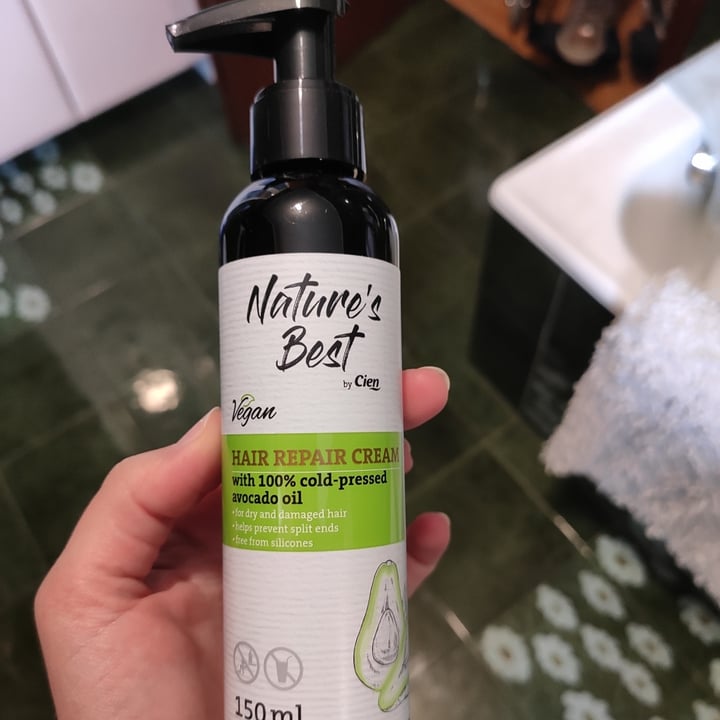 Nature's
Best
by Cien
Vegan
HAIR REPAIR CREAM
with 100% cold-pressed
avocado oil
• for dry and damaged hair
• helps prevent split ends
• free from silicones
150 ml